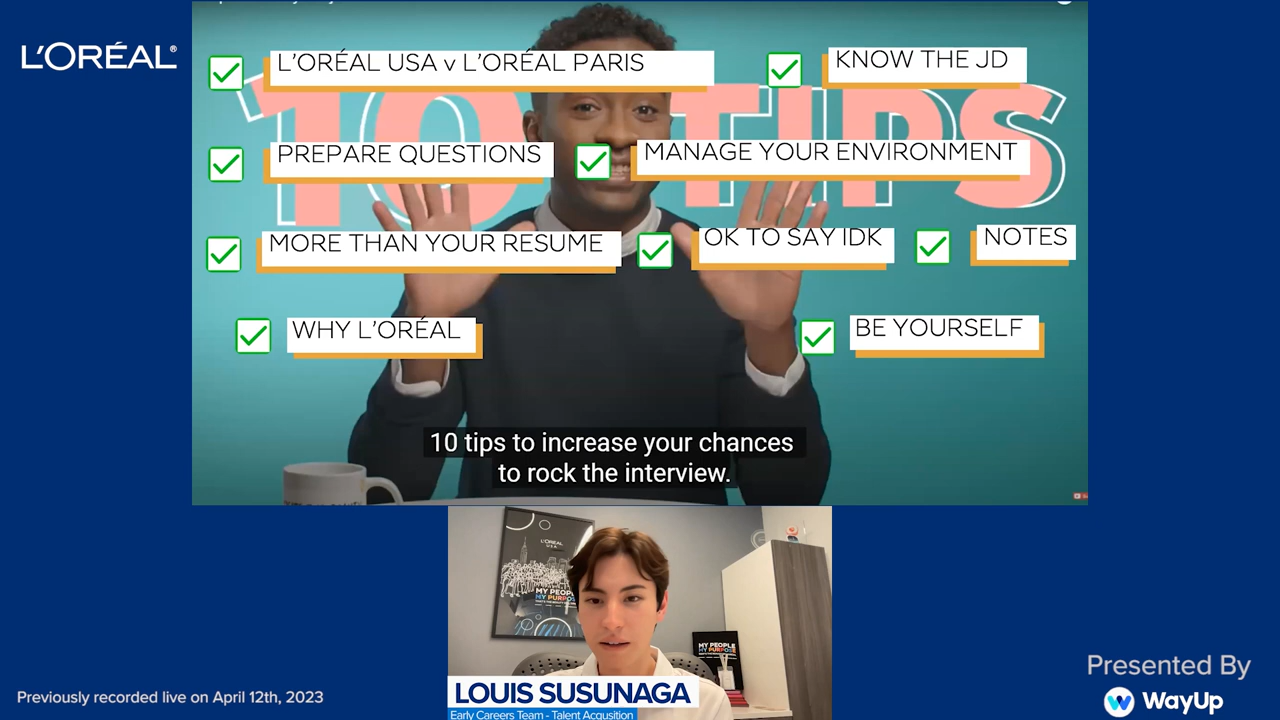 L'ORÉAL®
L'ORÉAL USA v L'ORÉAL PARIS
KNOW THE JD
10 TIPS
PREPARE QUESTIONS
MANAGE YOUR ENVIRONMENT
MORE THAN YOUR RESUME
OK TO SAY IDK
NOTES
WHY L'ORÉAL
BE YOURSELF
10 tips to increase your chances
to rock the interview.
L'ORÉAL
USA
MY PEOPLE
MY PURPOSE
MY PEOPLE
MY PURPOSE
LOUIS SUSUNAGA
Early Careers Team - Talent Acqusition
Previously recorded live on April 12th, 2023
Presented By
WayUp